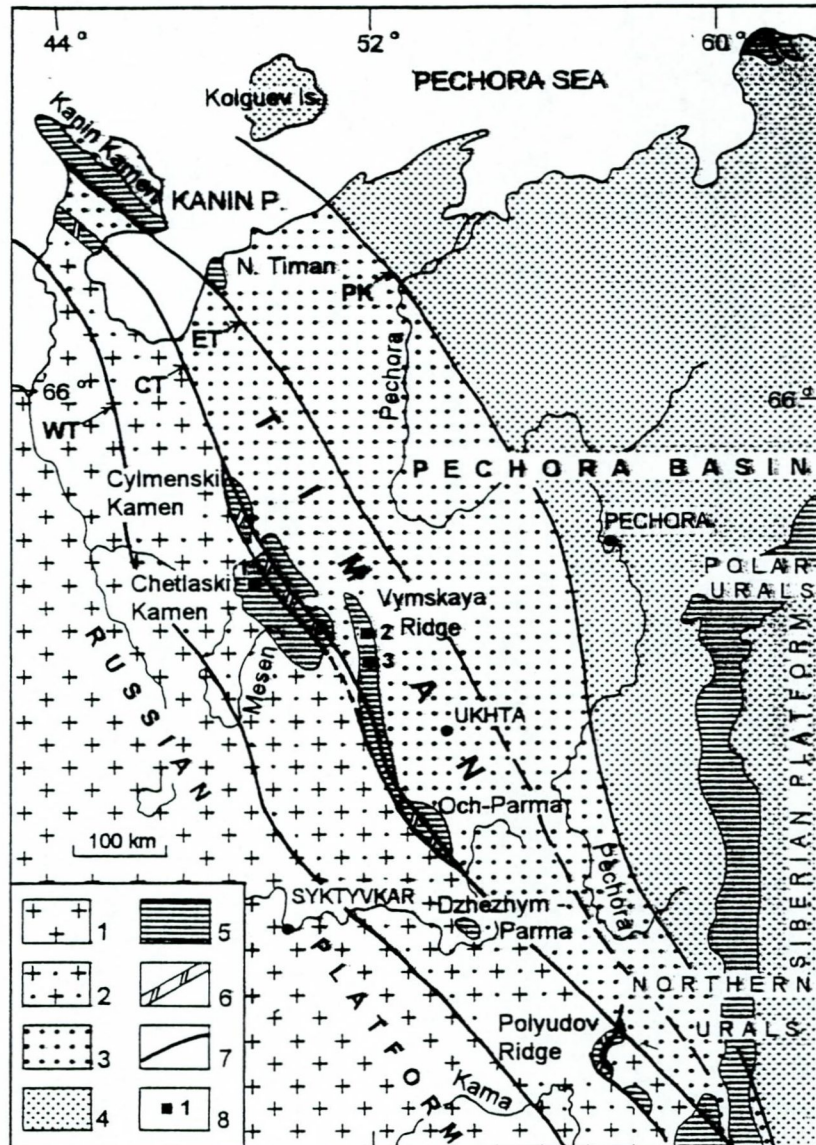 44° 52° 60°
PECHORA SEA
Kolguev Is.
Kanin Kamen
KANIN P.
N. Timan
PK
ET
Pechora
CT
66° 66°
WT
TIMAN
PECHORA BASIN
Cylmenski
Kamen
PECHORA
POLAR
URALS
Chetlaski
Kamen
1
Vymskaya
Ridge
2
3
Mesen
UKHTA
RUSSIAN
PLATFORM
SIBERIAN PLATFORM
Och-Parma
100 km
Pechora
SYKTYVKAR
Dzhezhym
Parma
NORTHERN
URALS
Polyudov
Ridge
Kama
1 5
2 6
3 7
4 1 8